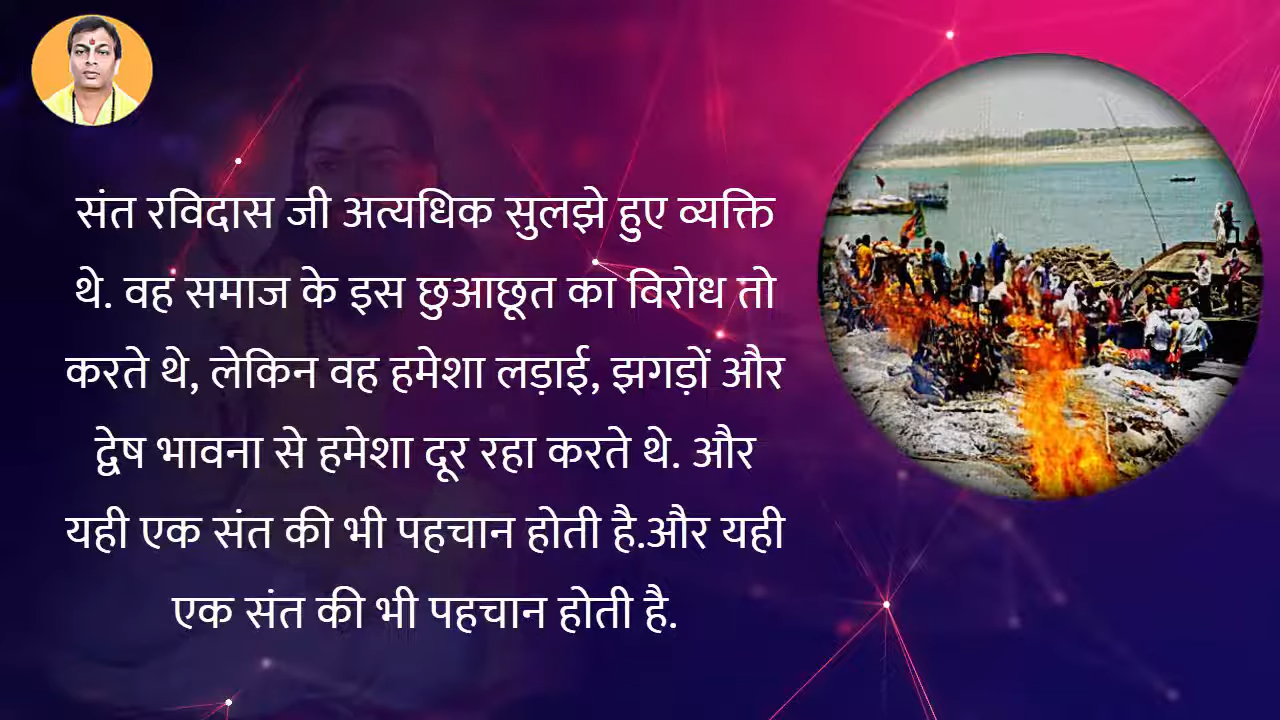 संत रविदास जी अत्यधिक सुलझे हुए व्यक्ति
थे. वह समाज के इस छुआछूत का विरोध तो
करते थे, लेकिन वह हमेशा लड़ाई, झगड़ों और
द्वेष भावना से हमेशा दूर रहा करते थे. और
यही एक संत की भी पहचान होती है.और यही
एक संत की भी पहचान होती है.